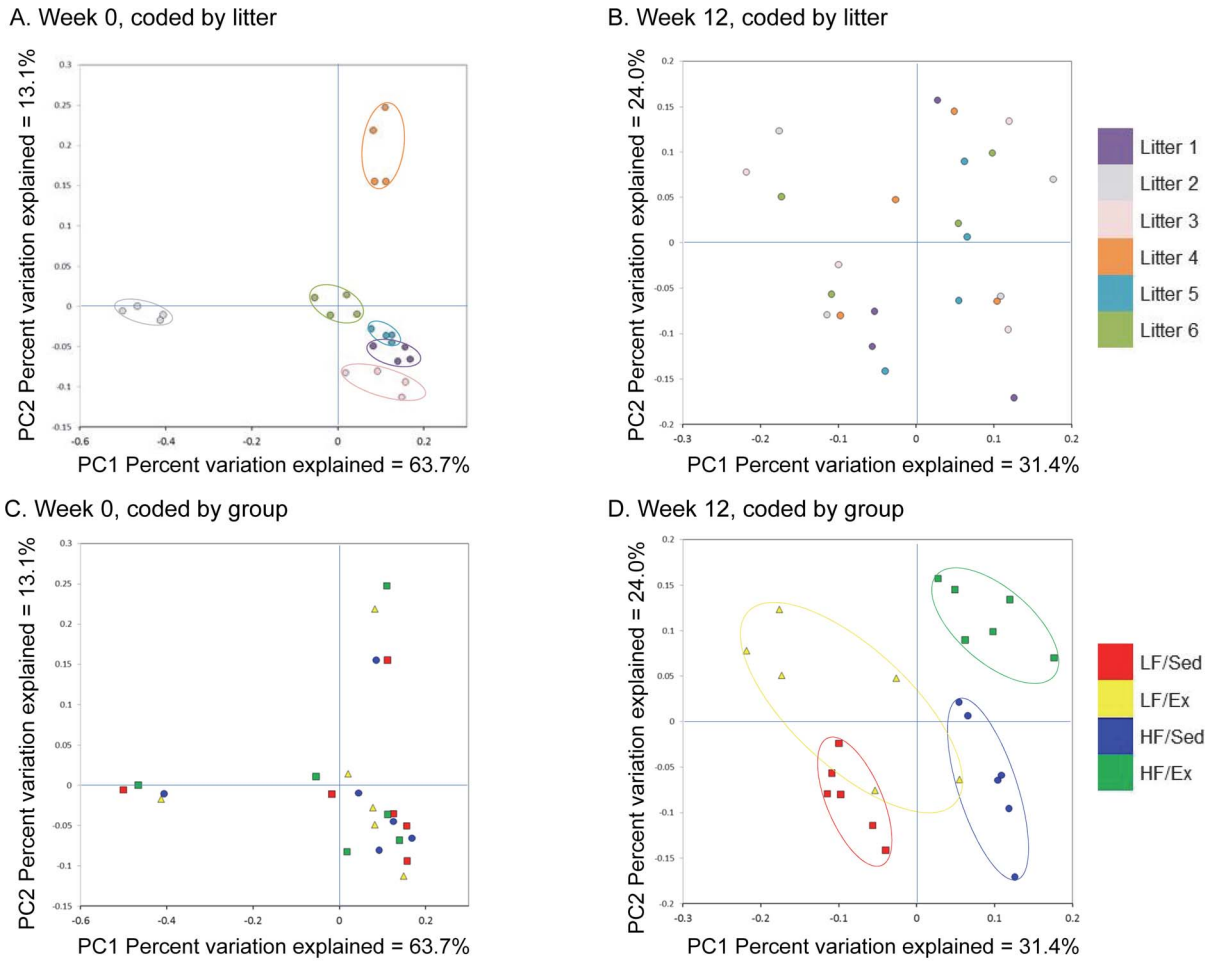 A. Week 0, coded by litter
PC2 Percent variation explained = 13.1%
0.3
0.25
0.2
0.15
0.1
0.05
0
-0.05
-0.1
-0.15
-0.6
-0.4
-0.2
0
0.2
PC1 Percent variation explained = 63.7%
B. Week 12, coded by litter
PC2 Percent variation explained = 24.0%
0.2
0.15
0.1
0.05
0
-0.05
-0.1
-0.15
-0.2
-0.3
-0.2
-0.1
0
0.1
0.2
PC1 Percent variation explained = 31.4%
Litter 1
Litter 2
Litter 3
Litter 4
Litter 5
Litter 6
C. Week 0, coded by group
PC2 Percent variation explained = 13.1%
0.3
0.25
0.2
0.15
0.1
0.05
0
-0.05
-0.1
-0.15
-0.6
-0.4
-0.2
0
0.2
PC1 Percent variation explained = 63.7%
D. Week 12, coded by group
PC2 Percent variation explained = 24.0%
0.2
0.15
0.1
0.05
0
-0.05
-0.1
-0.15
-0.2
-0.3
-0.2
-0.1
0
0.1
0.2
PC1 Percent variation explained = 31.4%
LF/Sed
LF/Ex
HF/Sed
HF/Ex